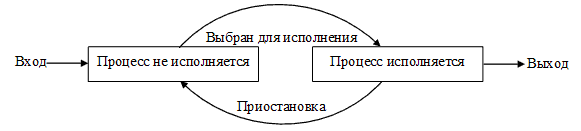 Выбран для исполнения
Вход
Процесс не исполняется
Процесс исполняется
Выход
Приостановка